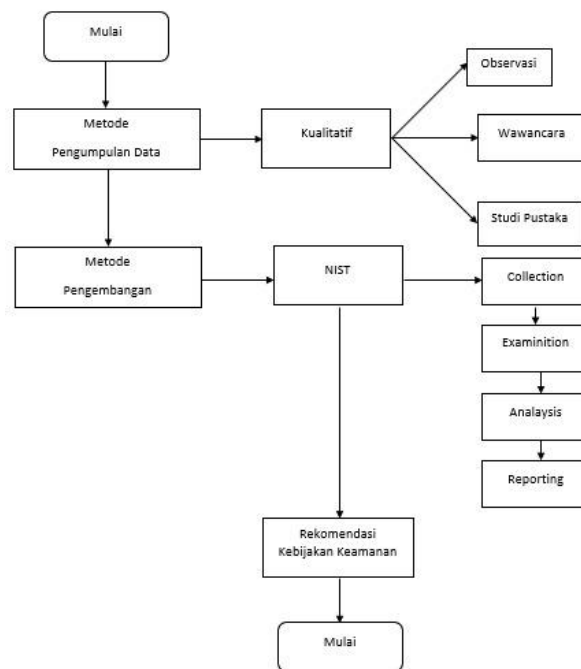 Mulai
Observasi
Metode
Pengumpulan Data
Kualitatif
Wawancara
Studi Pustaka
Metode
Pengembangan
NIST
Collection
Examinition
Analaysis
Reporting
Rekomendasi
Kebijakan Keamanan
Mulai